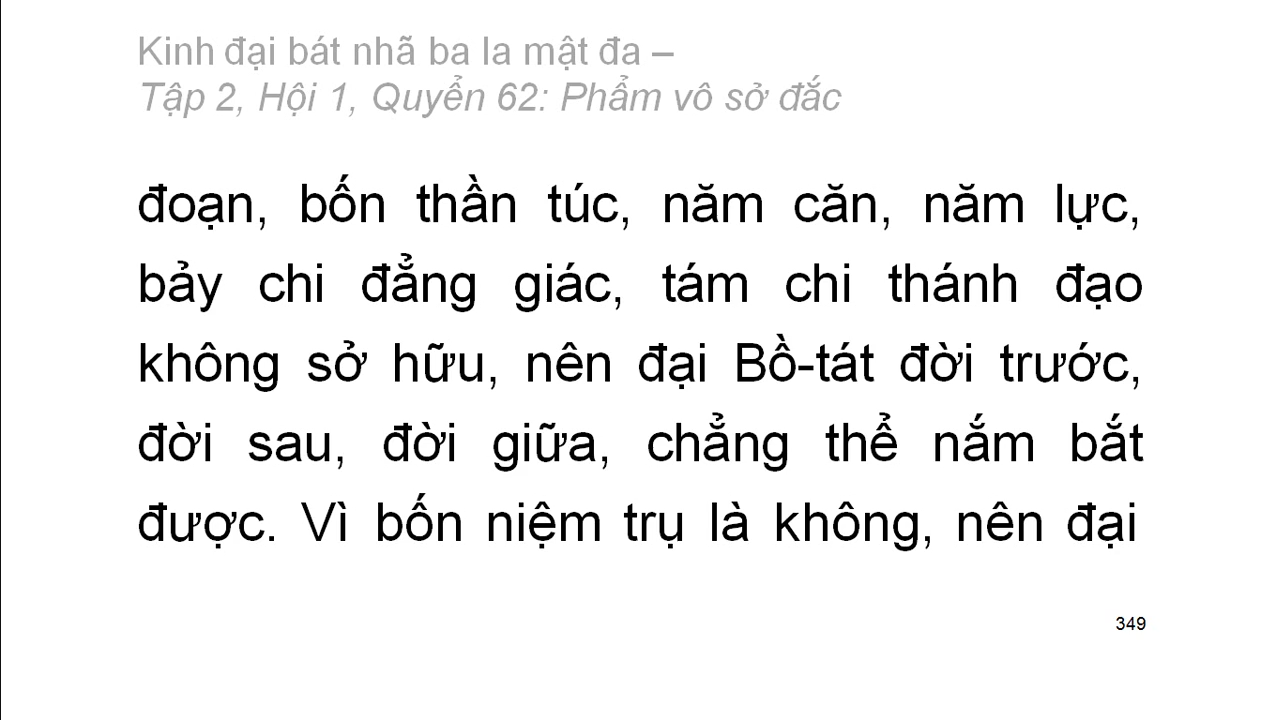 Kinh đại bát nhã ba la mật đa –
Tập 2, Hội 1, Quyển 62: Phẩm vô sở đắc
đoạn, bốn thần túc, năm căn, năm lực,
bảy chi đẳng giác, tám chi thánh đạo
không sở hữu, nên đại Bồ-tát đời trước,
đời sau, đời giữa, chẳng thể nắm bắt
được. Vì bốn niệm trụ là không, nên đại
349